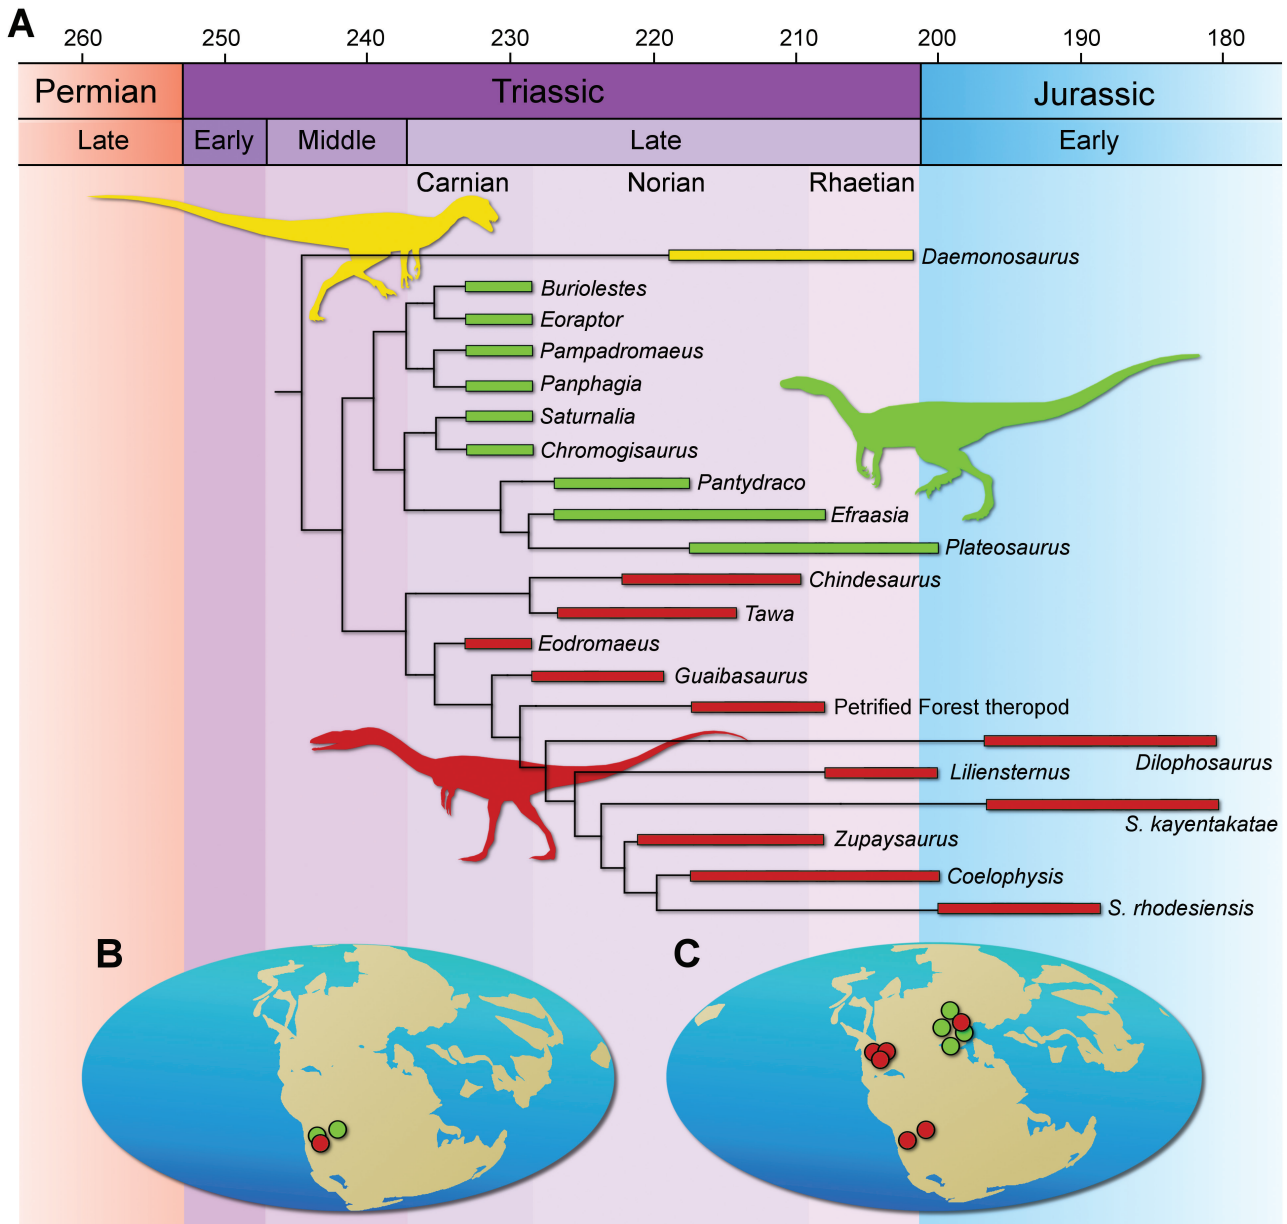 A
260 250 240 230 220 210 200 190 180
Permian Triassic Jurassic
Late Early Middle Late Early
Carnian Norian Rhaetian
Daemonosaurus
Buriolestes
Eoraptor
Pampadromaeus
Panphagia
Saturnalia
Chromogisaurus
Pantydraco
Efraasia
Plateosaurus
Chindesaurus
Tawa
Eodromaeus
Guaibasaurus
Petrified Forest theropod
Dilophosaurus
Liliensternus
S. kayentakatae
Zupaysaurus
Coelophysis
S. rhodesiensis
B C